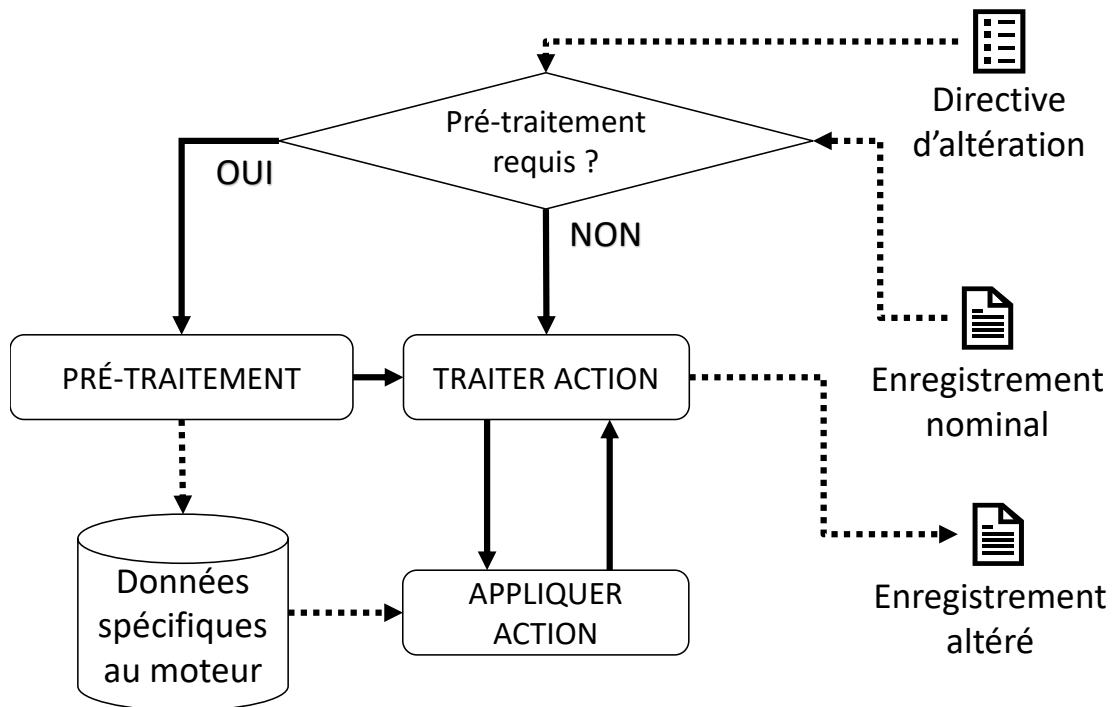 Directive
d’altération
Pré-traitement
requis ?
OUI
NON
PRÉ-TRAITEMENT
TRAITER ACTION
Enregistrement
nominal
Données
spécifiques
au moteur
APPLIQUER
ACTION
Enregistrement
altéré